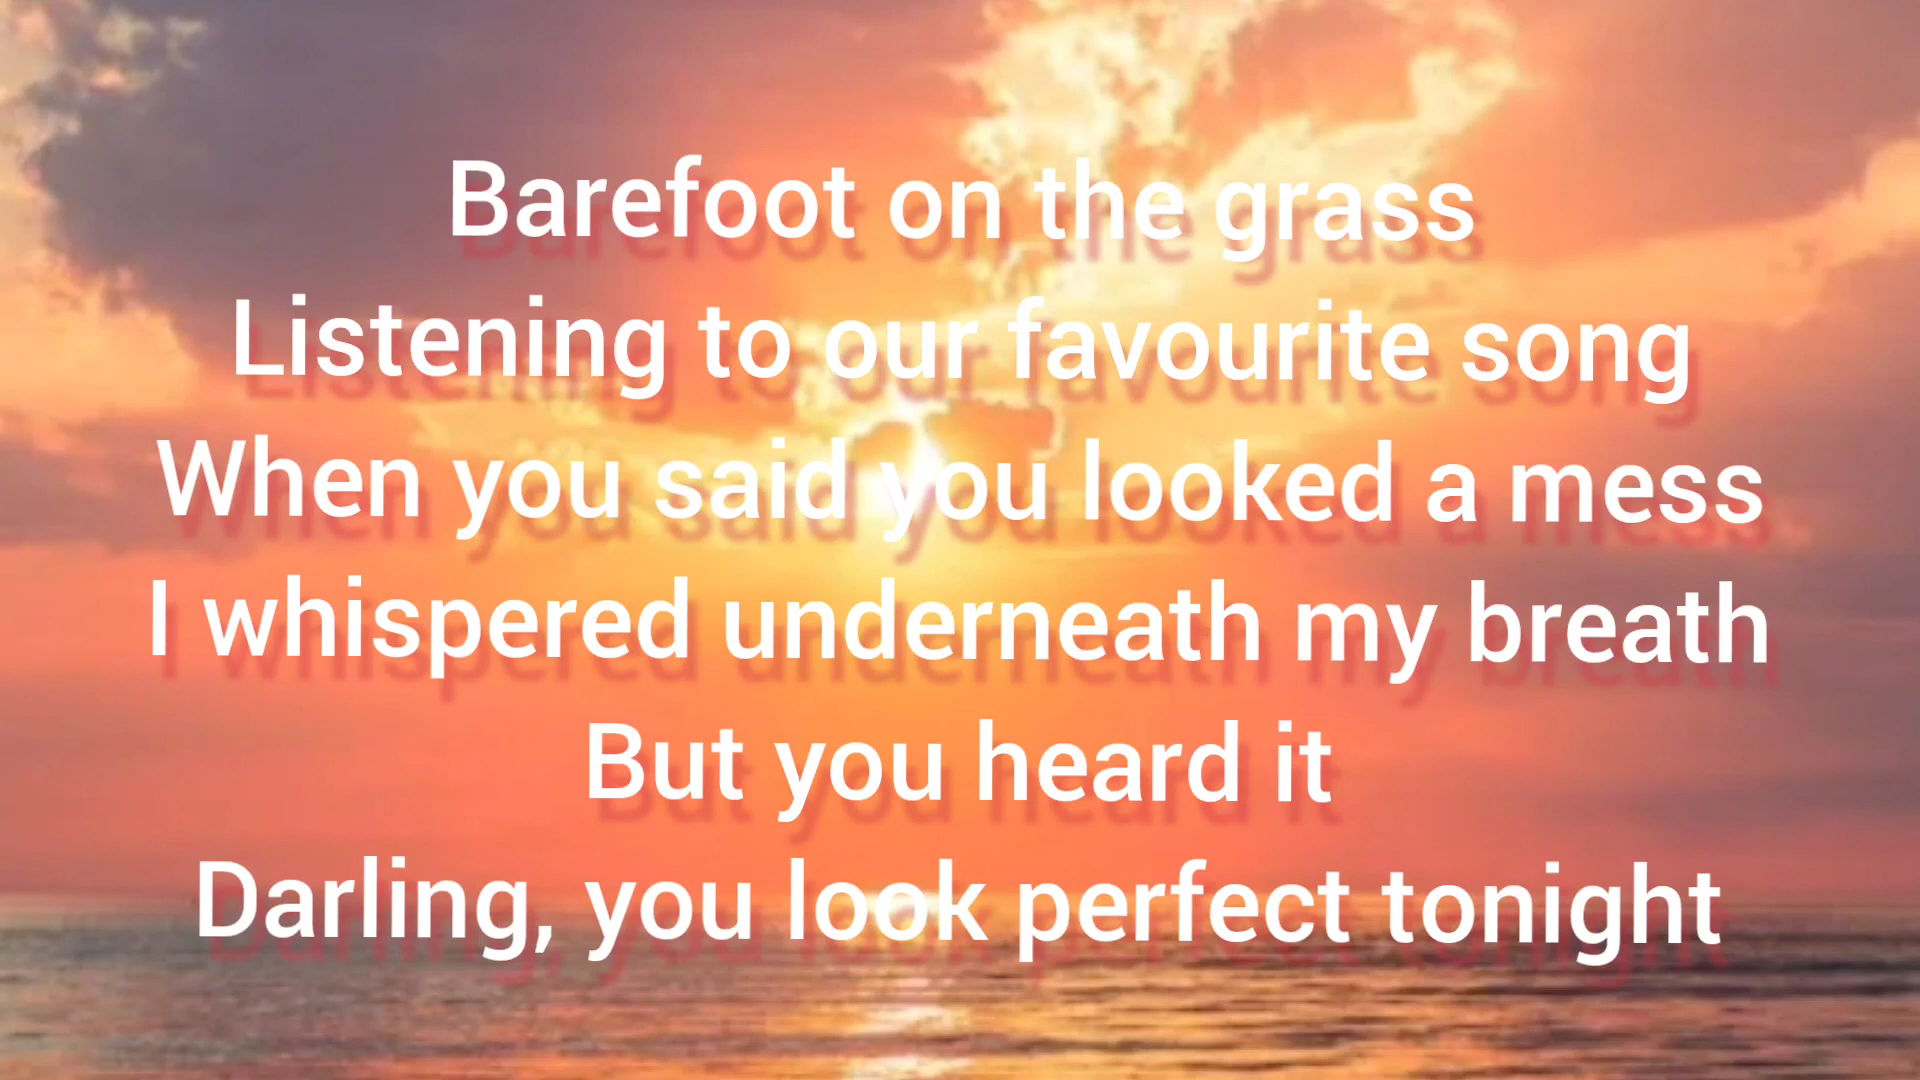 Barefoot on the grass
Listening to our favourite song
When you said you looked a mess
I whispered underneath my breath
But you heard it
Darling, you look perfect tonight